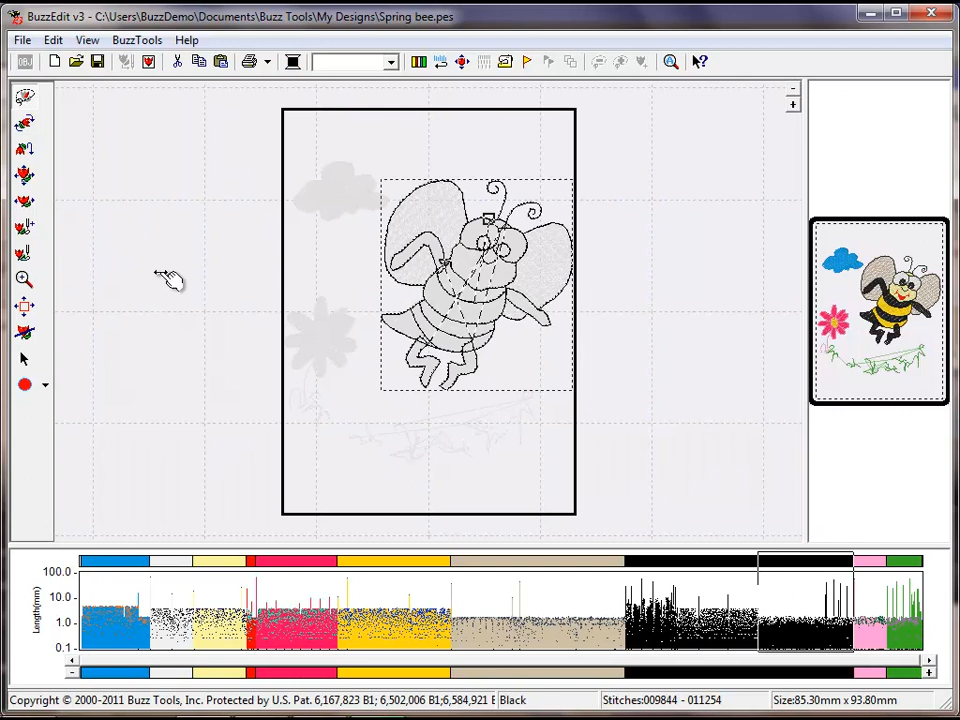 BuzzEdit v3 - C:\Users\BuzzDemo\Documents\Buzz Tools\My Designs\Spring bee.pes
File Edit View BuzzTools Help
OBJ
Length(mm)
100.0
10.0
1.0
0.1
Copyright © 2000-2011 Buzz Tools, Inc. Protected by U.S. Pat. 6,167,823 B1; 6,502,006 B1;6,584,921 E Black Stitches:009844 - 011254 Size:85.30mm x 93.80mm